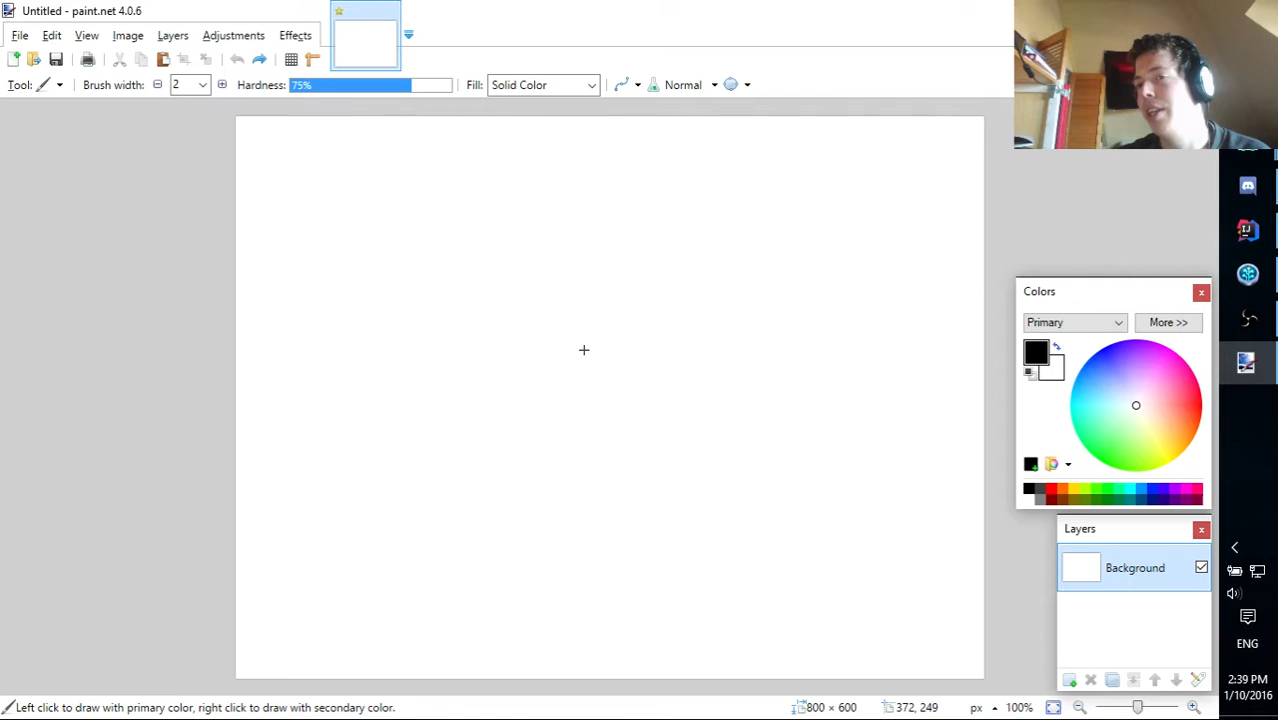 Untitled - paint.net 4.0.6
File Edit View Image Layers Adjustments Effects
Tool: Brush width: 2 Hardness: 75% Fill: Solid Color Normal
Colors
Primary More >>
Layers
Background
ENG
2:39 PM
1/10/2016
Left click to draw with primary color, right click to draw with secondary color. 800 × 600 372, 249 px 100%